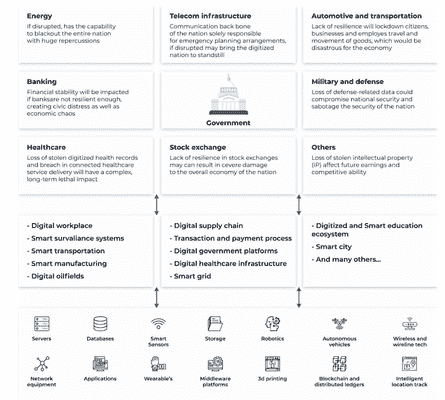 Energy
if disrupted, has the capability
to blackout the entire nation
with huge repercussions
Telecom infrastructure
Communication back bone
of the nation solely responsible
for emergency planning arrangements,
if disrupted may bring the digitized
nation to standstill
Automotive and transportation
Lack of resilience will lockdown citizens,
businesses and employes travel and
movement of goods, which would be
disastrous for the economy
Banking
Financial stability will be impacted
if banksare not resilient enough,
creating civic distress as well as
economic chaos
Government
Military and defense
Loss of defense-related data could
compromise national security and
sabotage the security of the nation
Healthcare
Loss of stolen digitized health records
and breach in connected healthcare
service delivery will have a complex,
long-term lethal impact
Stock exchange
Lack of resilience in stock exchanges
may can result in cevere damage
to the overall economy of the nation
Others
Loss of stolen intellectual property
(IP) affect future earnings and
competitive ability
- Digital workplace
- Smart survaliance systems
- Smart transportation
- Smart manufacturing
- Digital oilfields
- Digital supply chain
- Transaction and payment process
- Digital government platforms
- Digital healthcare infrastructure
- Smart grid
- Digitized and Smart education
ecosystem
- Smart city
- And many others...
Servers
Databases
Smart
Sensors
Storage
Robotics
Autonomous
vehicles
Wireless and
wireline tech
Network
equipment
Applications
Wearable's
Middleware
platforms
3d printing
Blockchain and
distributed ledgers
Intelligent
location track